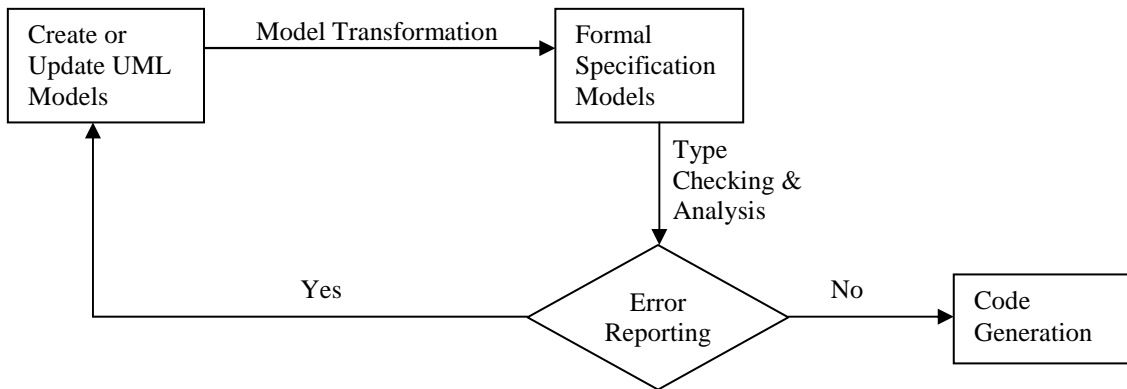 Create or
Update UML
Models
Model Transformation
Formal
Specification
Models
Type
Checking &
Analysis
Yes
Error
Reporting
No
Code
Generation